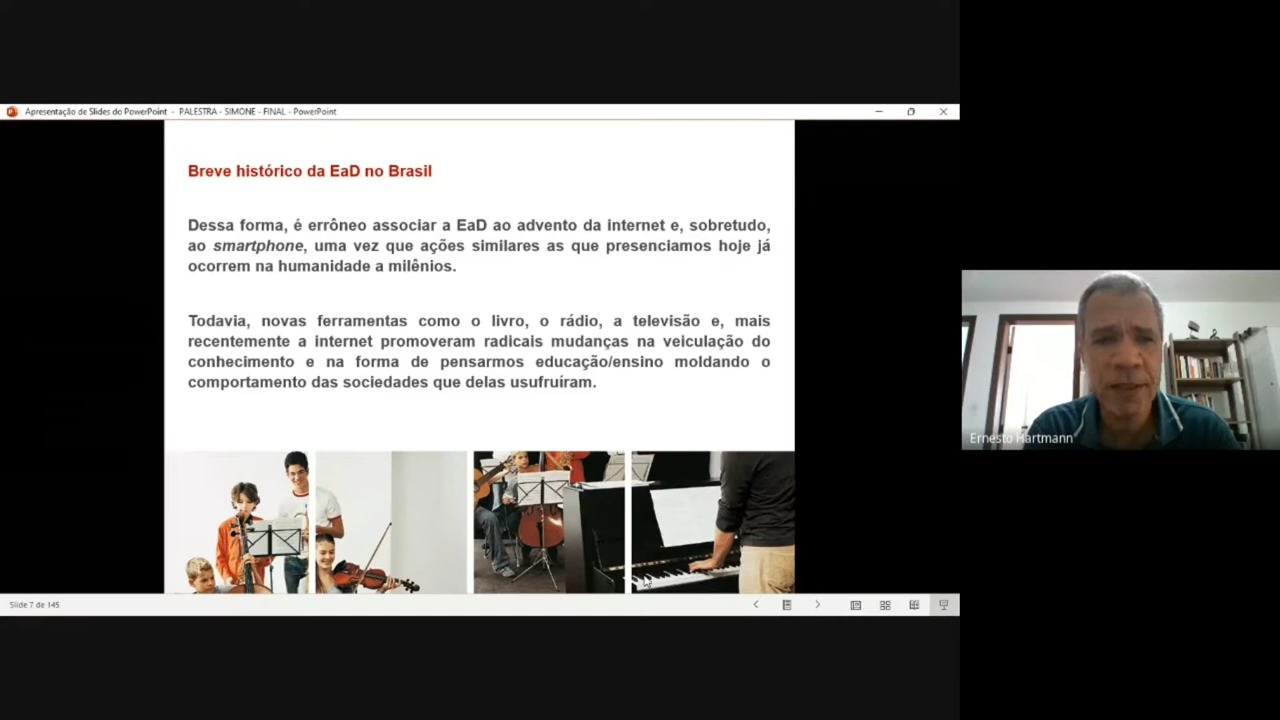 Apresentação de Slides do PowerPoint - PALESTRA - SIMONE - FINAL - PowerPoint
Breve histórico da EaD no Brasil
Dessa forma, é errôneo associar a EaD ao advento da internet e, sobretudo,
ao smartphone, uma vez que ações similares as que presenciamos hoje já
ocorrem na humanidade a milênios.
Todavia, novas ferramentas como o livro, o rádio, a televisão e, mais
recentemente a internet promoveram radicais mudanças na veiculação do
conhecimento e na forma de pensarmos educação/ensino moldando o
comportamento das sociedades que delas usufruíram.
Ernesto Hartmann
Slide 7 de 145